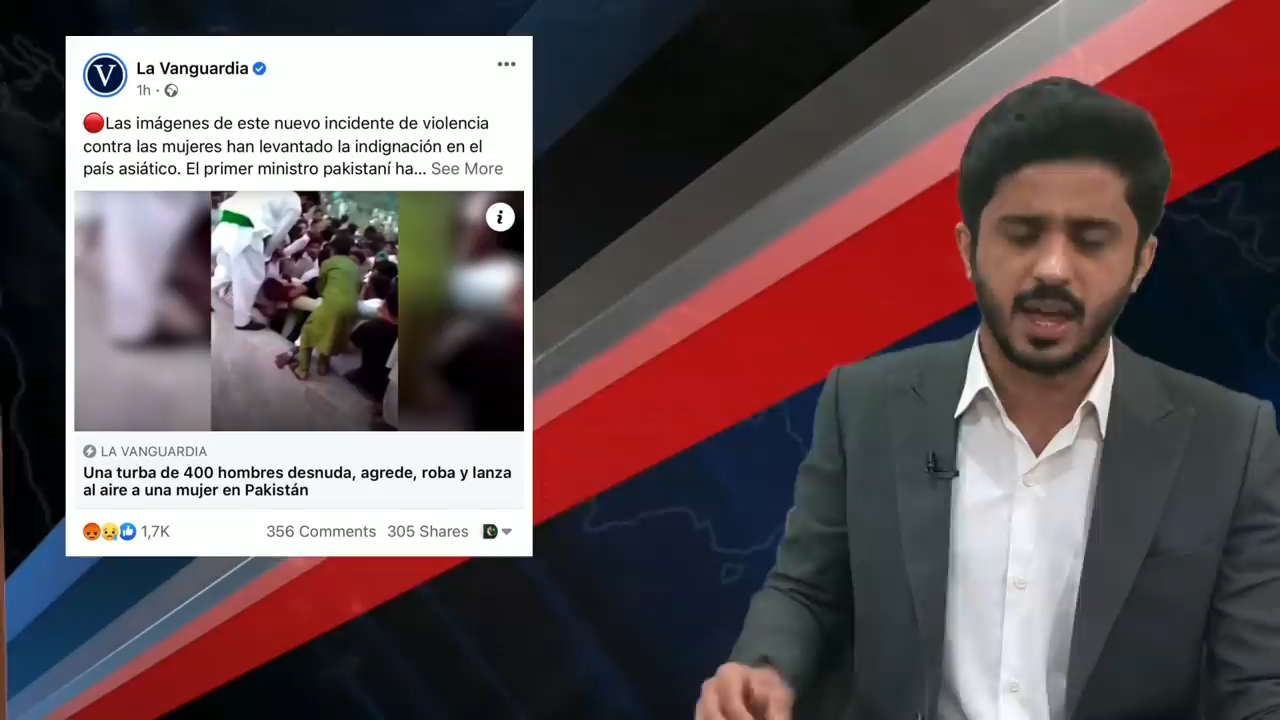 La Vanguardia
1h
🔴Las imágenes de este nuevo incidente de violencia
contra las mujeres han levantado la indignación en el
país asiático. El primer ministro pakistaní ha... See More
LA VANGUARDIA
Una turba de 400 hombres desnuda, agrede, roba y lanza
al aire a una mujer en Pakistán
1,7K 356 Comments 305 Shares